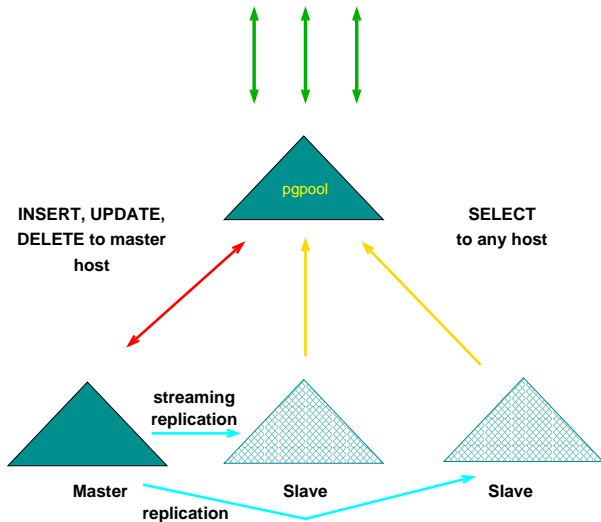 pgpool
INSERT, UPDATE,
DELETE to master
host
SELECT
to any host
streaming
replication
Master
Slave
Slave
replication